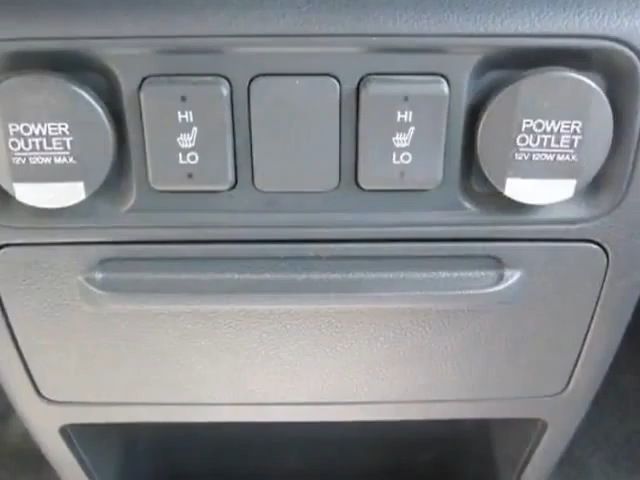 POWER
OUTLET
12V 120W MAX.
HI
LO
HI
LO
POWER
OUTLET
12V 120W MAX.